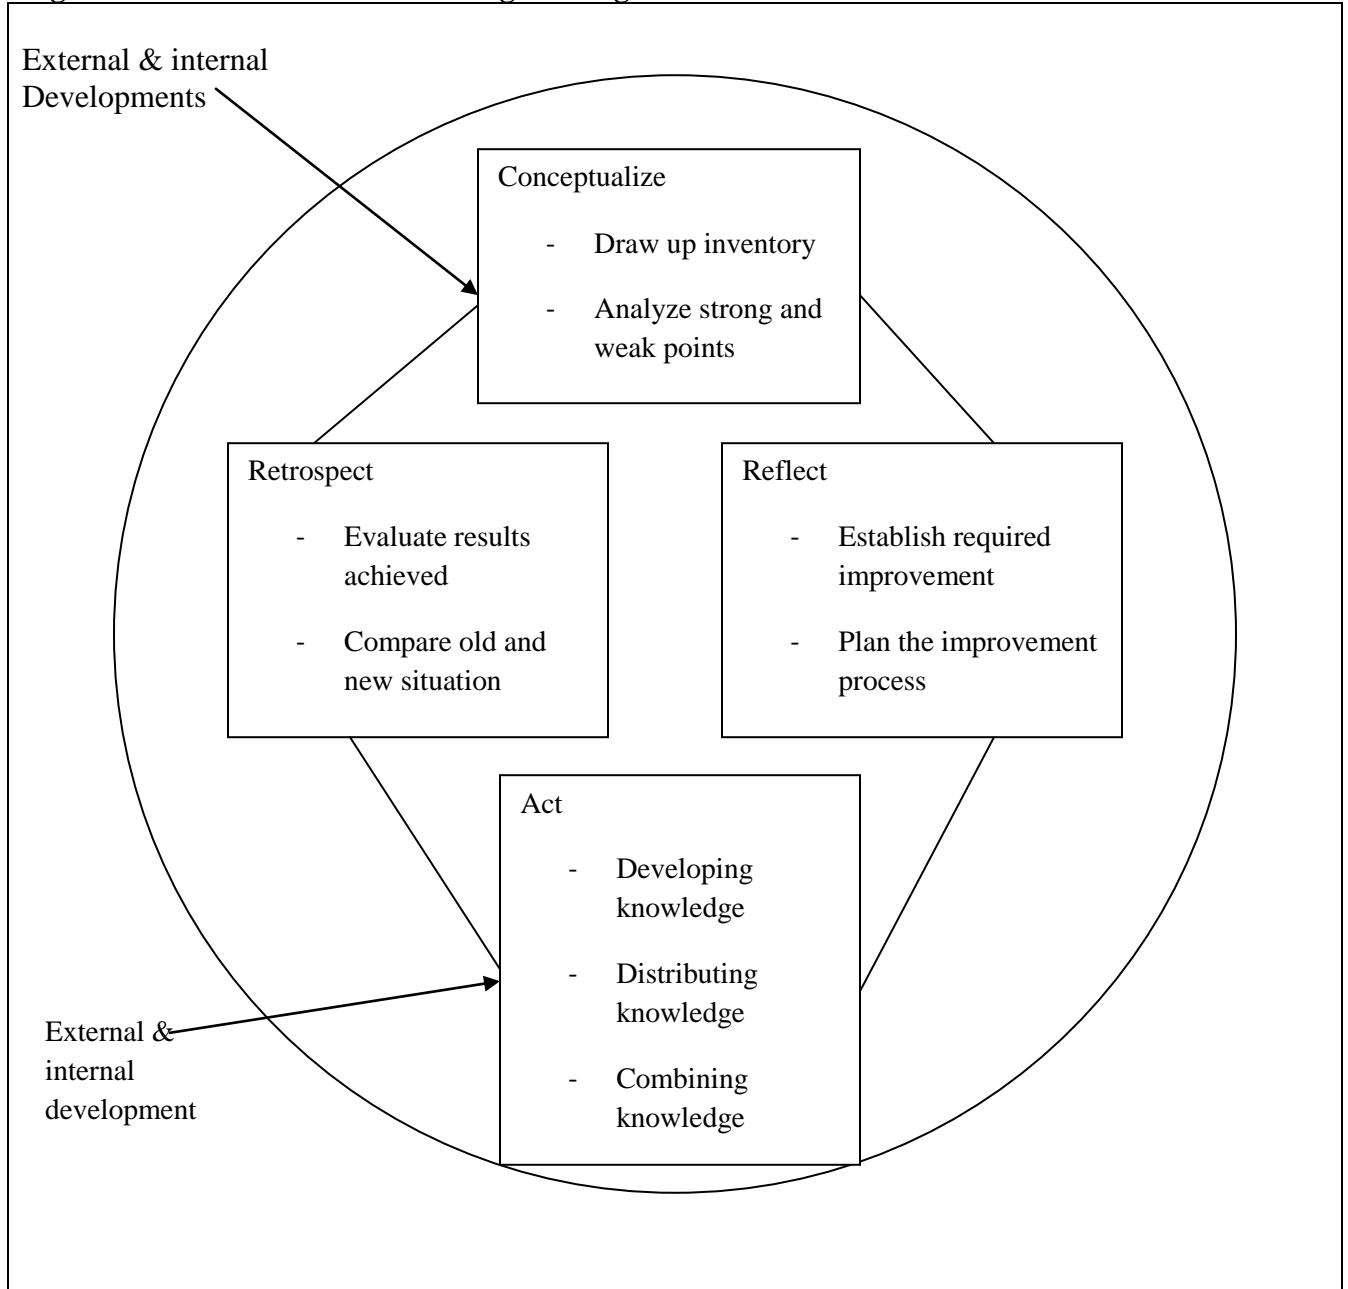 External & internal
Developments
Conceptualize
- Draw up inventory
- Analyze strong and
weak points
Retrospect
- Evaluate results
achieved
- Compare old and
new situation
Reflect
- Establish required
improvement
- Plan the improvement
process
Act
- Developing
knowledge
- Distributing
knowledge
- Combining
knowledge
External &
internal
development